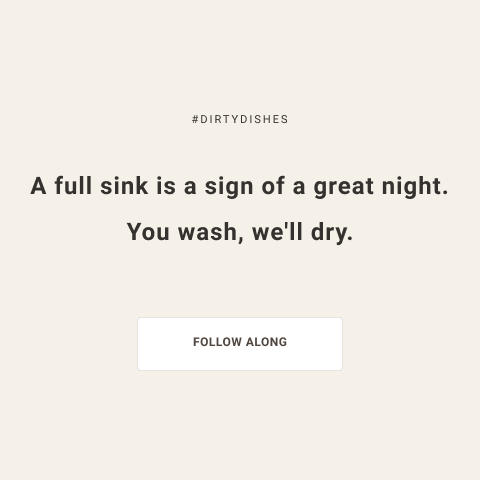 #DIRTYDISHES
A full sink is a sign of a great night.
You wash, we'll dry.
FOLLOW ALONG